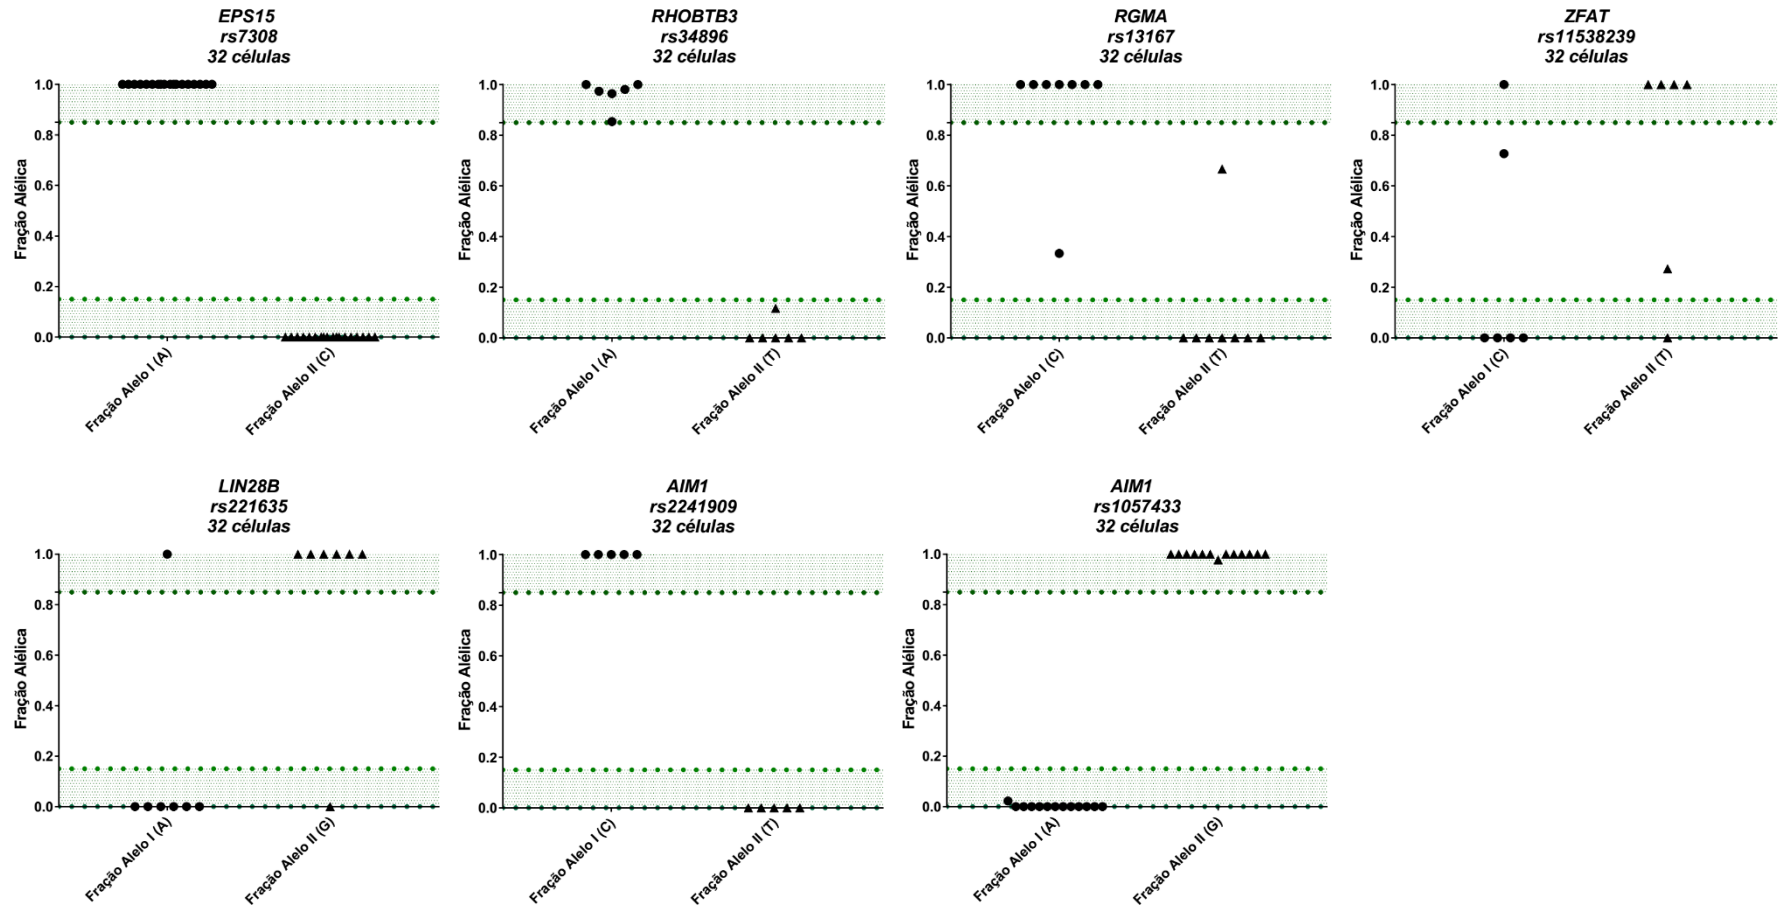 EPS15
rs7308
32 células
1.0
0.8
0.6
0.4
0.2
0.0
Fração Alélica
Fração Alelo I (A)
Fração Alelo II (C)
RHOBTB3
rs34896
32 células
1.0
0.8
0.6
0.4
0.2
0.0
Fração Alélica
Fração Alelo I (A)
Fração Alelo II (T)
RGMA
rs13167
32 células
1.0
0.8
0.6
0.4
0.2
0.0
Fração Alélica
Fração Alelo I (C)
Fração Alelo II (T)
ZFAT
rs11538239
32 células
1.0
0.8
0.6
0.4
0.2
0.0
Fração Alélica
Fração Alelo I (C)
Fração Alelo II (T)
LIN28B
rs221635
32 células
1.0
0.8
0.6
0.4
0.2
0.0
Fração Alélica
Fração Alelo I (A)
Fração Alelo II (G)
AIM1
rs2241909
32 células
1.0
0.8
0.6
0.4
0.2
0.0
Fração Alélica
Fração Alelo I (C)
Fração Alelo II (T)
AIM1
rs1057433
32 células
1.0
0.8
0.6
0.4
0.2
0.0
Fração Alélica
Fração Alelo I (A)
Fração Alelo II (G)